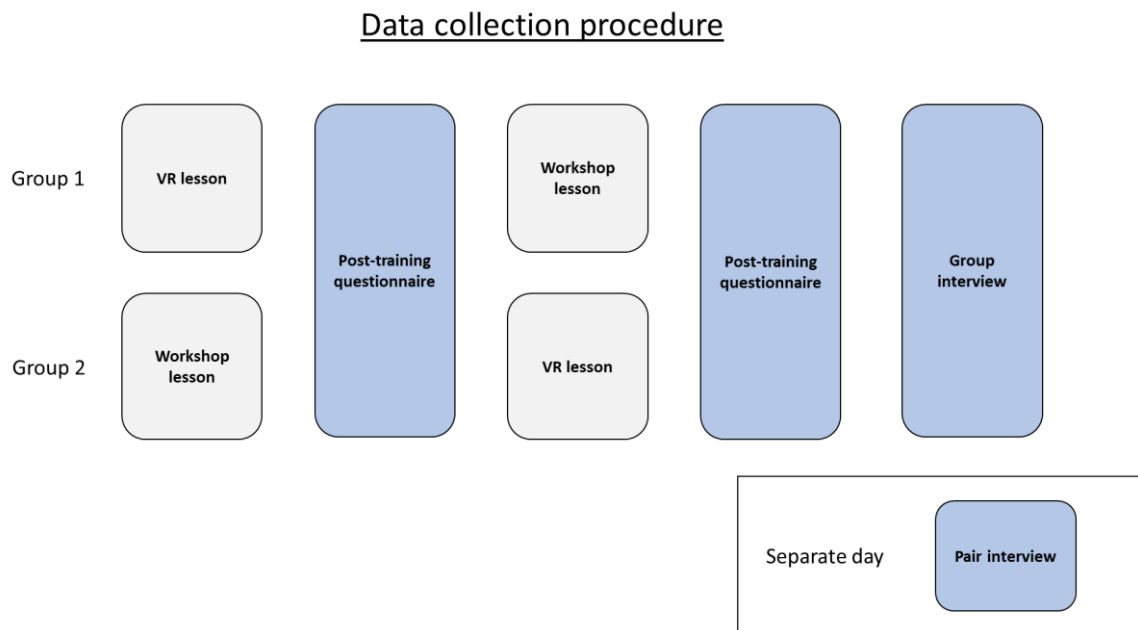 Data collection procedure
Group 1
VR lesson
Post-training
questionnaire
Workshop
lesson
Post-training
questionnaire
Group
interview
Group 2
Workshop
lesson
VR lesson
Separate day
Pair interview